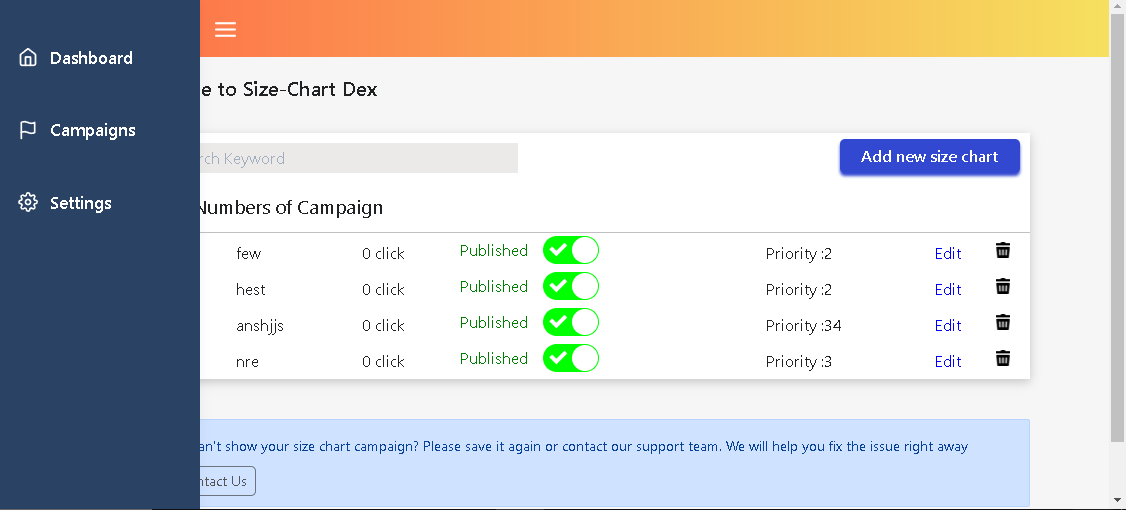 Dashboard
Campaigns
Settings
e to Size-Chart Dex
rch Keyword
Add new size chart
Numbers of Campaign
few 0 click Published Priority :2 Edit
hest 0 click Published Priority :2 Edit
anshjjs 0 click Published Priority :34 Edit
nre 0 click Published Priority :3 Edit
an't show your size chart campaign? Please save it again or contact our support team. We will help you fix the issue right away
ntact Us